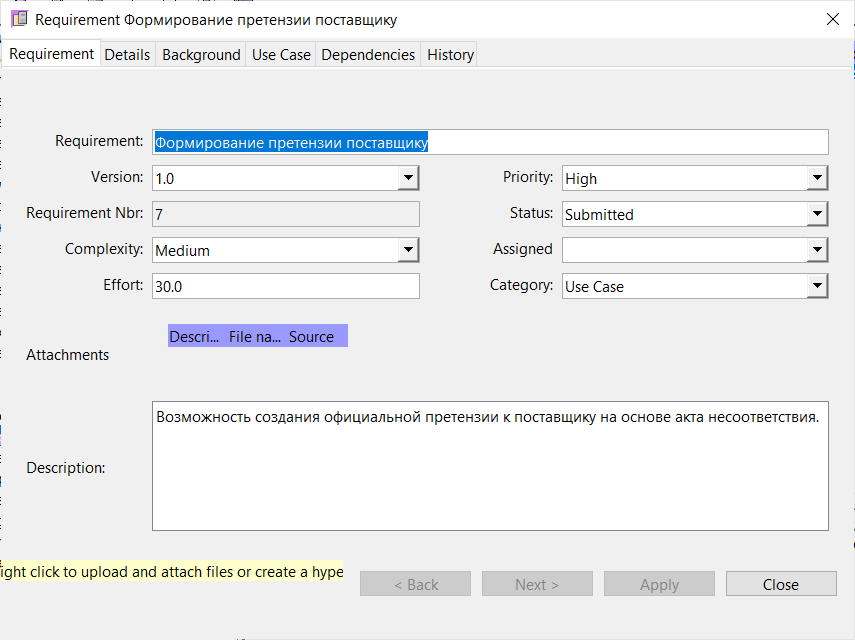 Requirement Формирование претензии поставщику
Requirement Details Background Use Case Dependencies History
Requirement: Формирование претензии поставщику
Version: 1.0 Priority: High
Requirement Nbr: 7 Status: Submitted
Complexity: Medium Assigned
Effort: 30.0 Category: Use Case
Descri... File na... Source
Attachments
Возможность создания официальной претензии к поставщику на основе акта несоответствия.
Description:
ight click to upload and attach files or create a hype
< Back Next > Apply Close